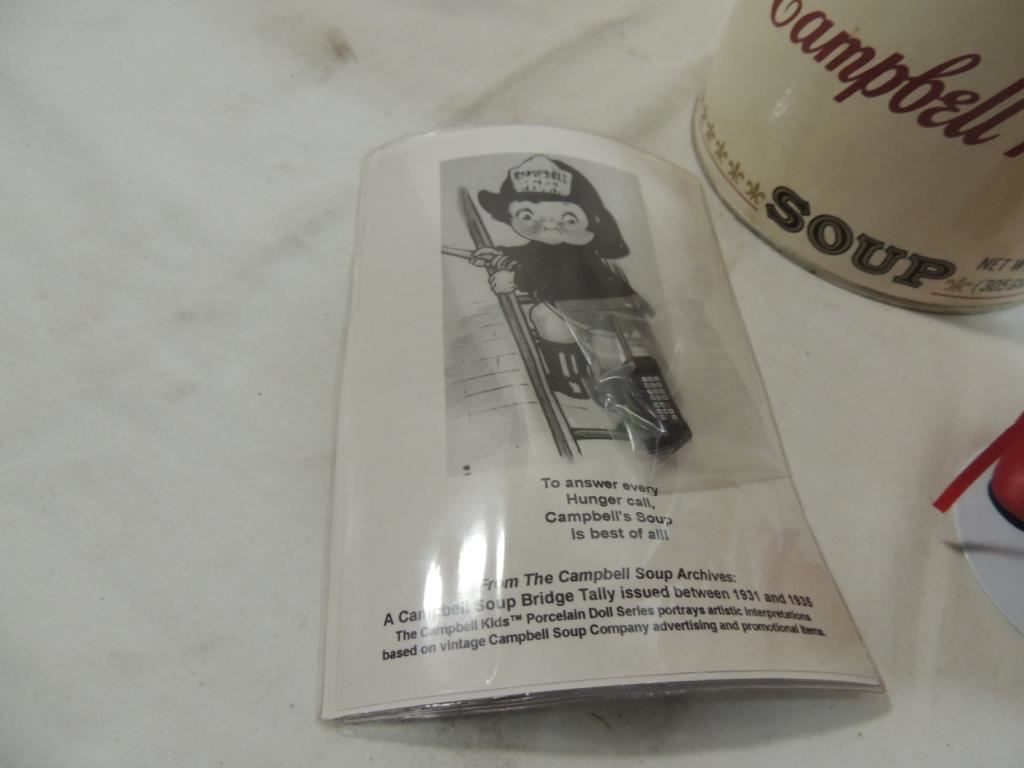 Campbell
SOUP
NET W
(305
CAMPBELL
To answer every
Hunger call,
Campbell's Soup
Is best of all!
From The Campbell Soup Archives:
A Campbell Soup Bridge Tally issued between 1931 and 1935
The Campbell Kids™ Porcelain Doll Series portrays artistic interpretations
based on vintage Campbell Soup Company advertising and promotional items.